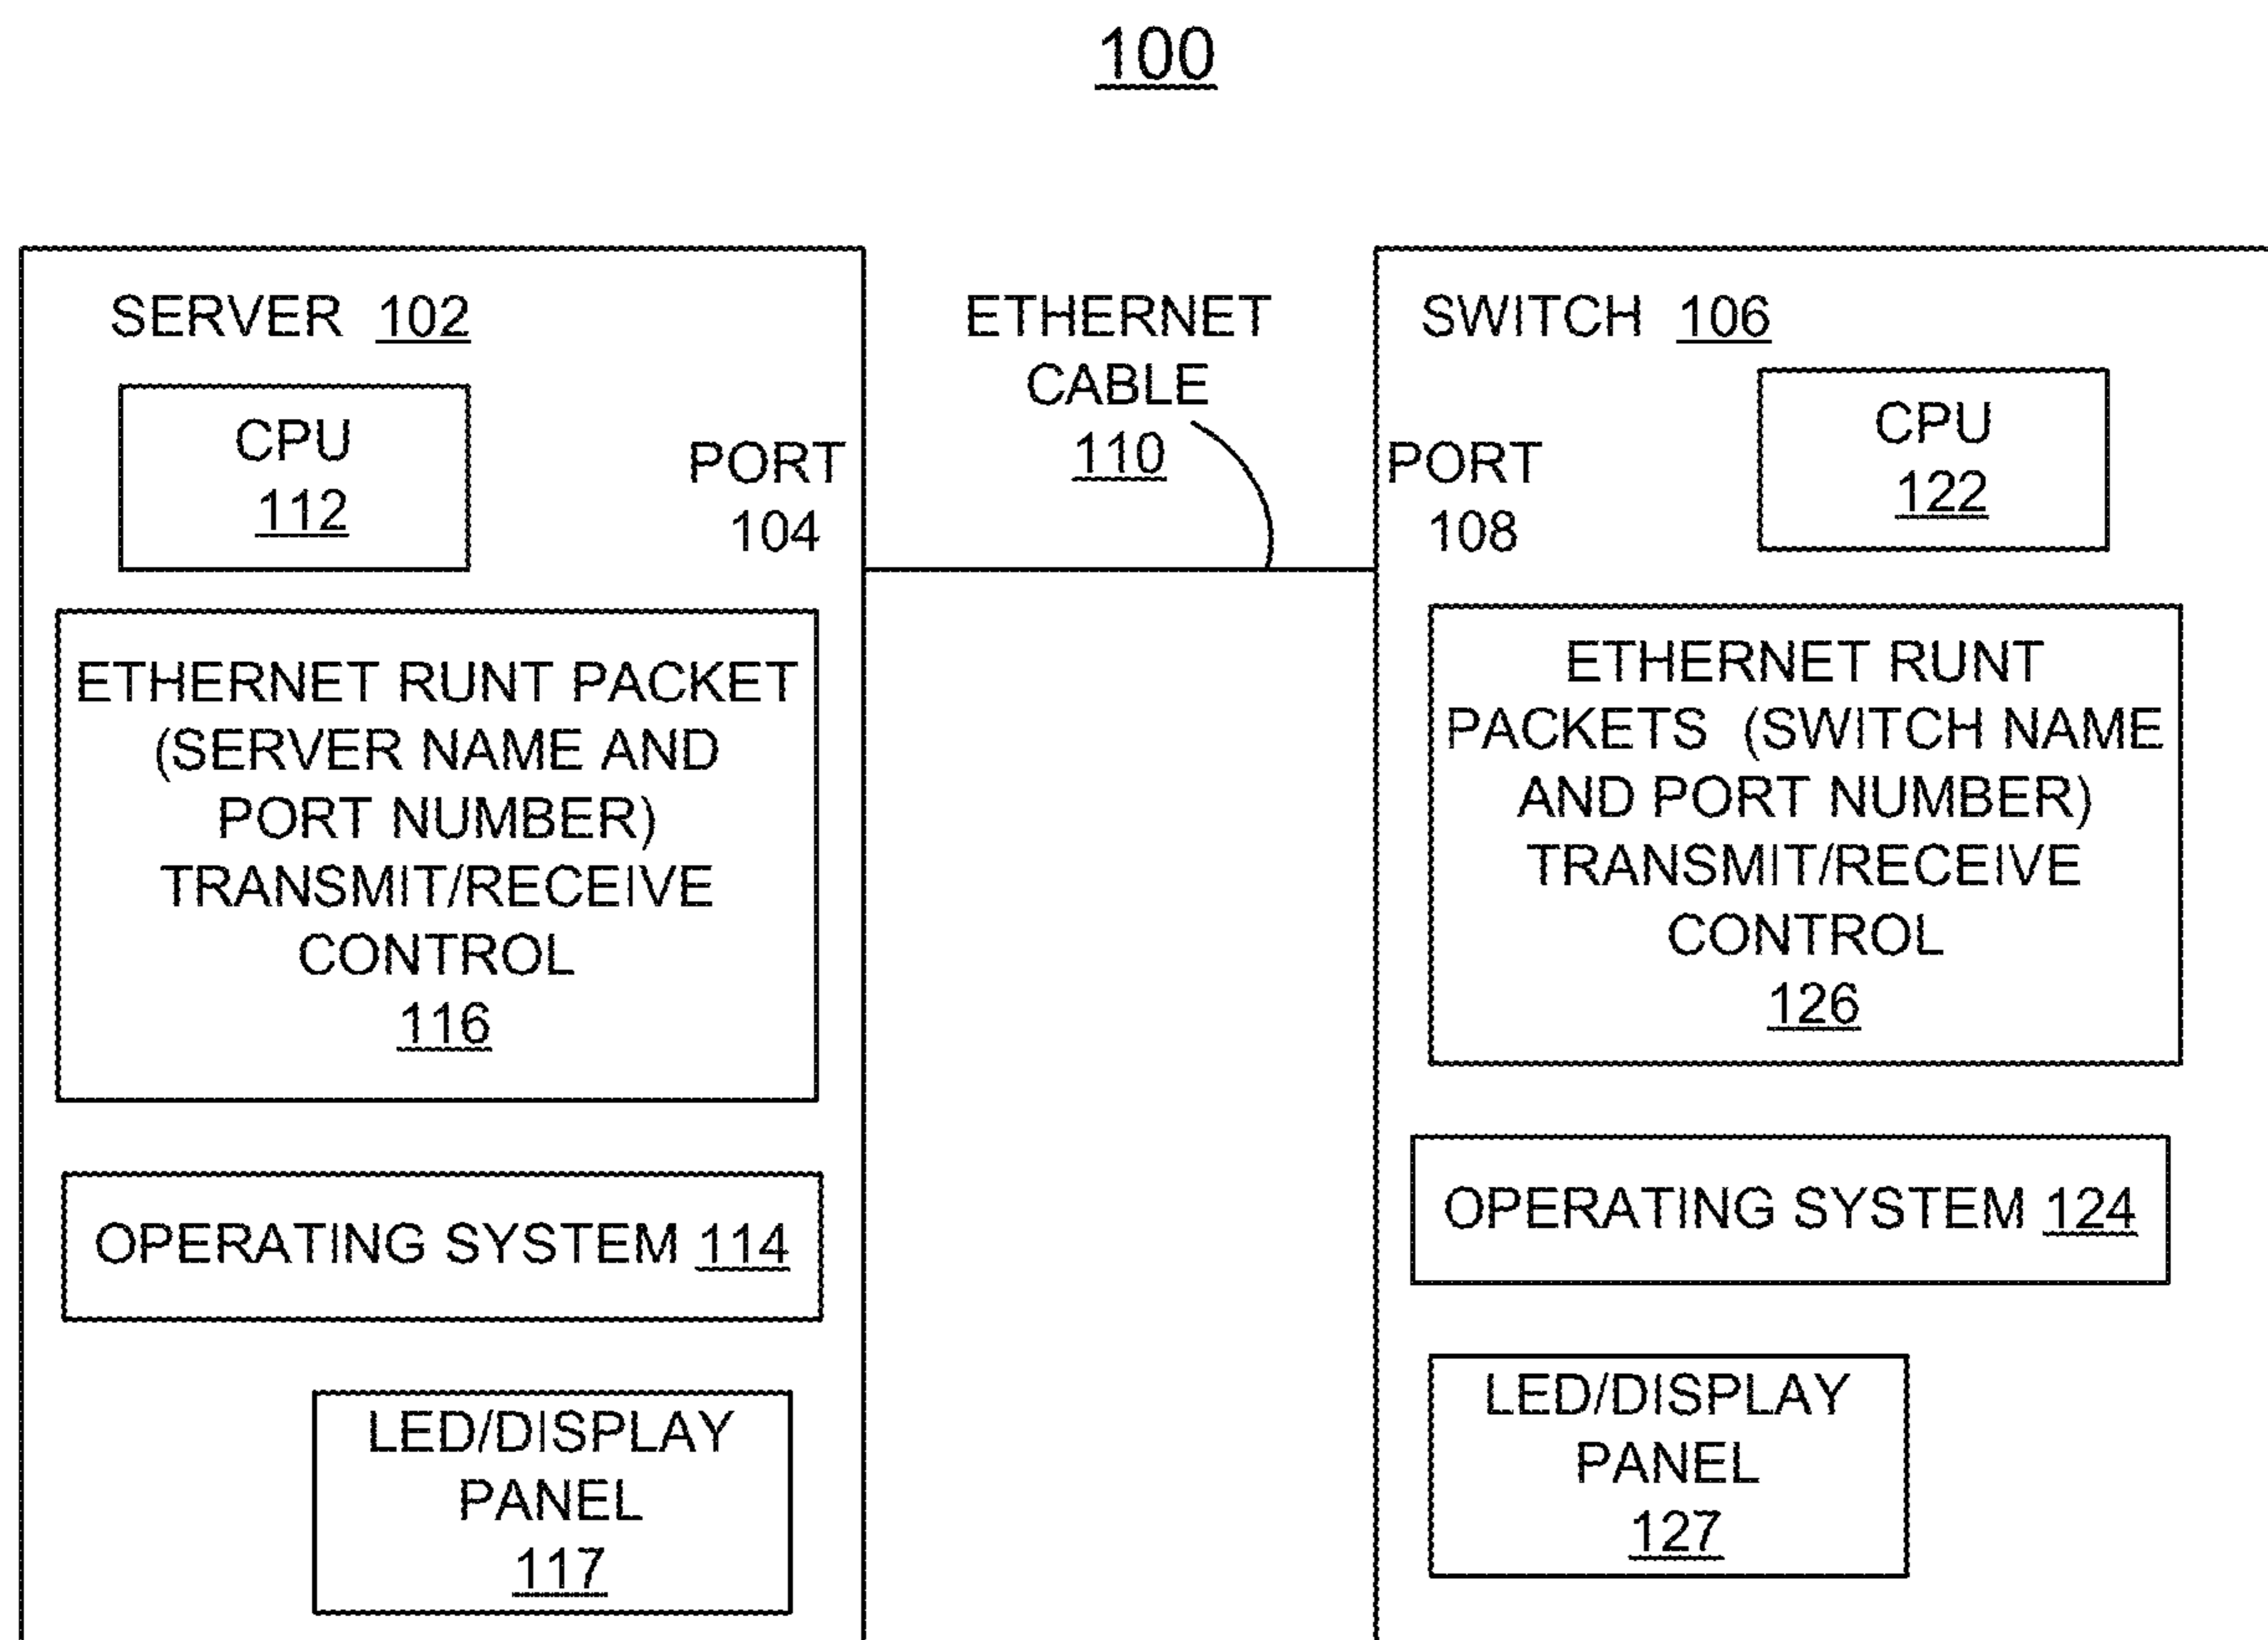 100
SERVER 102
CPU
112
PORT
104
ETHERNET RUNT PACKET
(SERVER NAME AND
PORT NUMBER)
TRANSMIT/RECEIVE
CONTROL
116
OPERATING SYSTEM 114
LED/DISPLAY
PANEL
117
ETHERNET
CABLE
110
SWITCH 106
PORT
108
CPU
122
ETHERNET RUNT
PACKETS (SWITCH NAME
AND PORT NUMBER)
TRANSMIT/RECEIVE
CONTROL
126
OPERATING SYSTEM 124
LED/DISPLAY
PANEL
127